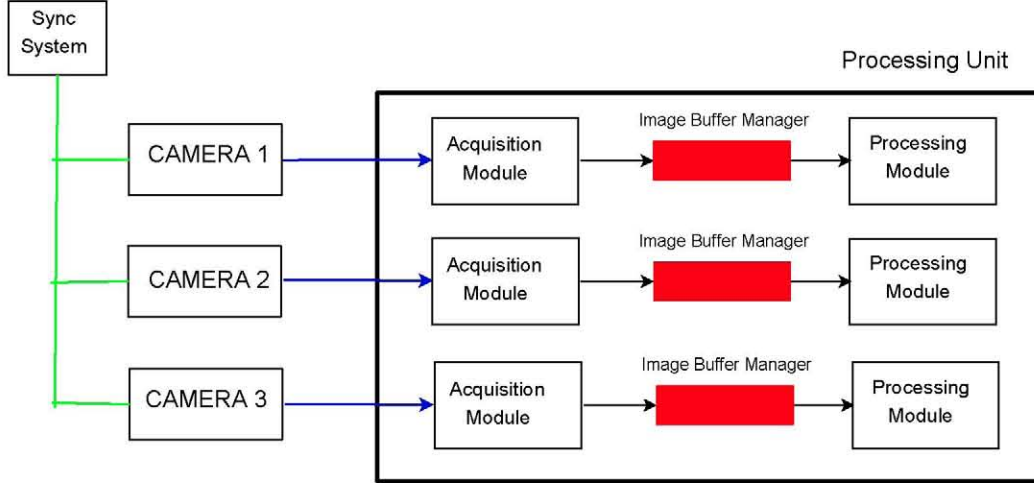 Sync
System
Processing Unit
CAMERA 1
Acquisition
Module
Image Buffer Manager
Processing
Module
CAMERA 2
Acquisition
Module
Image Buffer Manager
Processing
Module
CAMERA 3
Acquisition
Module
Image Buffer Manager
Processing
Module